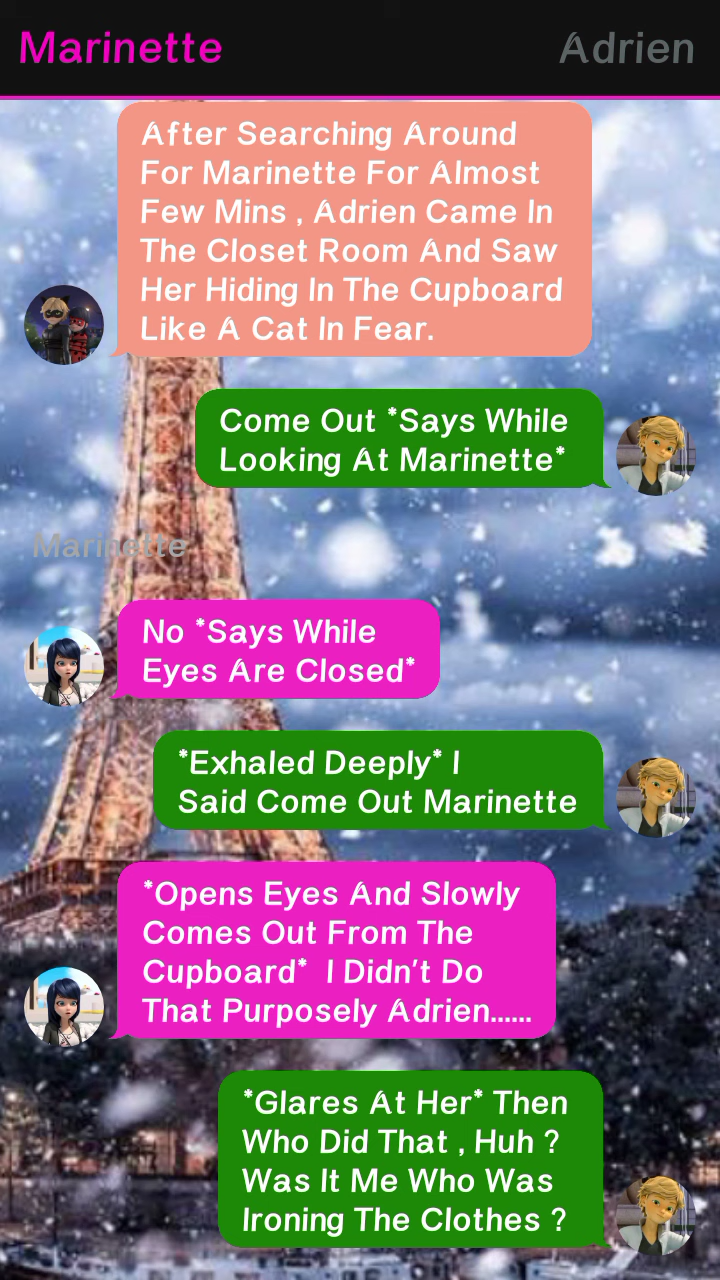 Marinette
Adrien
After Searching Around
For Marinette For Almost
Few Mins , Adrien Came In
The Closet Room And Saw
Her Hiding In The Cupboard
Like A Cat In Fear.
Come Out *Says While
Looking At Marinette*
Marinette
No *Says While
Eyes Are Closed*
*Exhaled Deeply* I
Said Come Out Marinette
*Opens Eyes And Slowly
Comes Out From The
Cupboard*  I Didn't Do
That Purposely Adrien......
*Glares At Her* Then
Who Did That , Huh ?
Was It Me Who Was
Ironing The Clothes ?